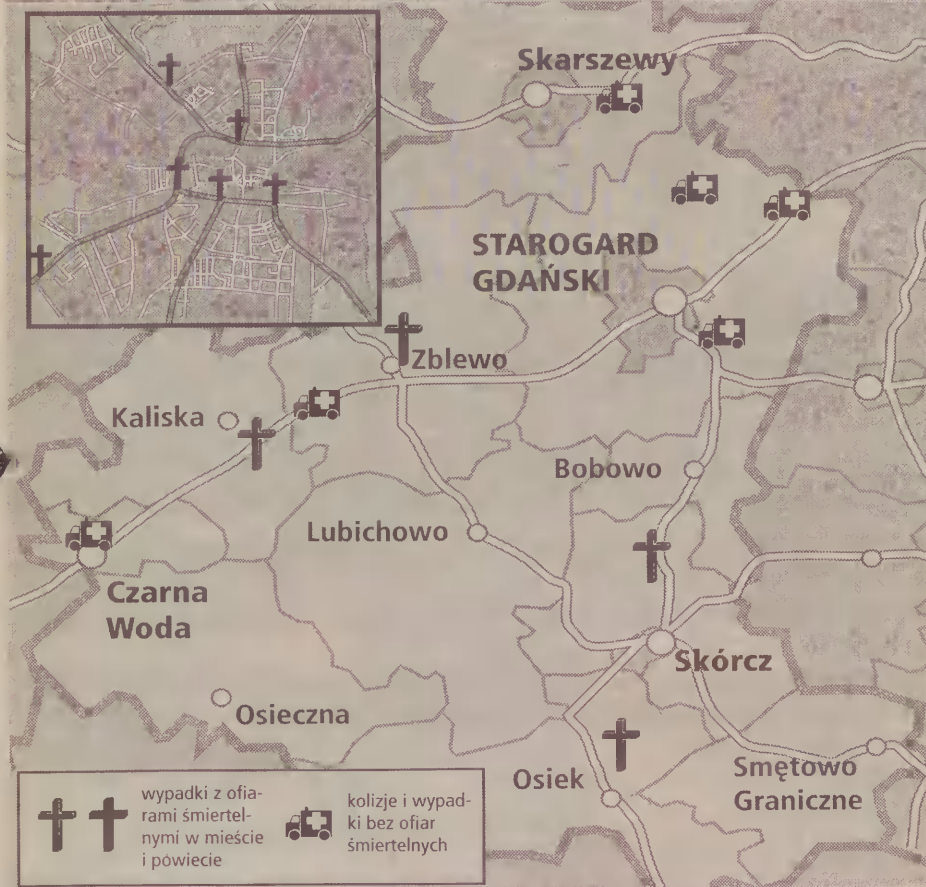 Skarszewy
STAROGARD
GDAŃSKI
Zblewo
Kaliska
Bobowo
Lubichowo
Czarna
Woda
Skórcz
Osieczna
Osiek
Smętowo
Graniczne
wypadki z ofia-
rami śmiertel-
nymi w mieście
i powiecie
kolizje i wypad-
ki bez ofiar
śmiertelnych